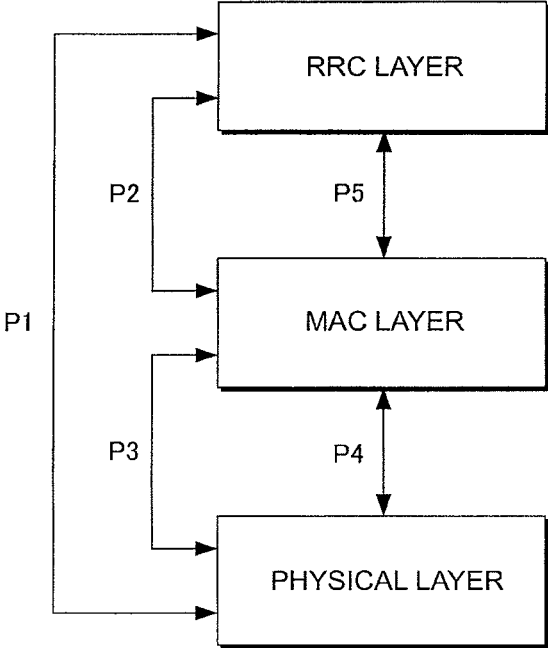 RRC LAYER
P2
P5
P1
MAC LAYER
P3
P4
PHYSICAL LAYER